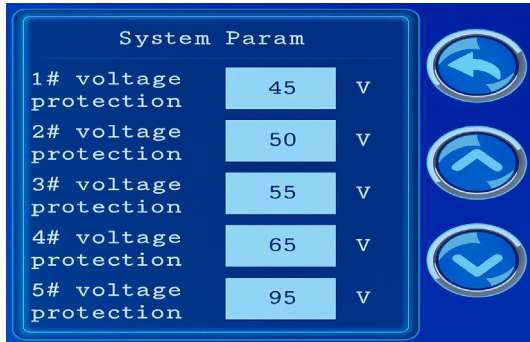 System Param
1# voltage
protection 45 V
2# voltage
protection 50 V
3# voltage
protection 55 V
4# voltage
protection 65 V
5# voltage
protection 95 V